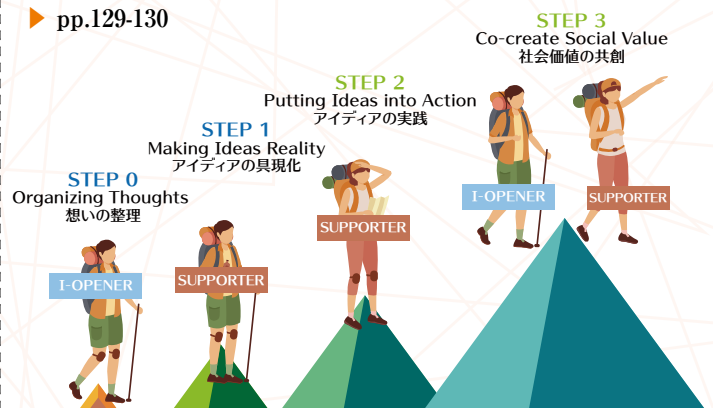 pp.129-130
STEP 3
Co-create Social Value
社会価値の共創
STEP 2
Putting Ideas into Action
アイディアの実践
STEP 1
Making Ideas Reality
アイディアの具現化
STEP 0
Organizing Thoughts
想いの整理
I-OPENER
SUPPORTER
SUPPORTER
I-OPENER
SUPPORTER